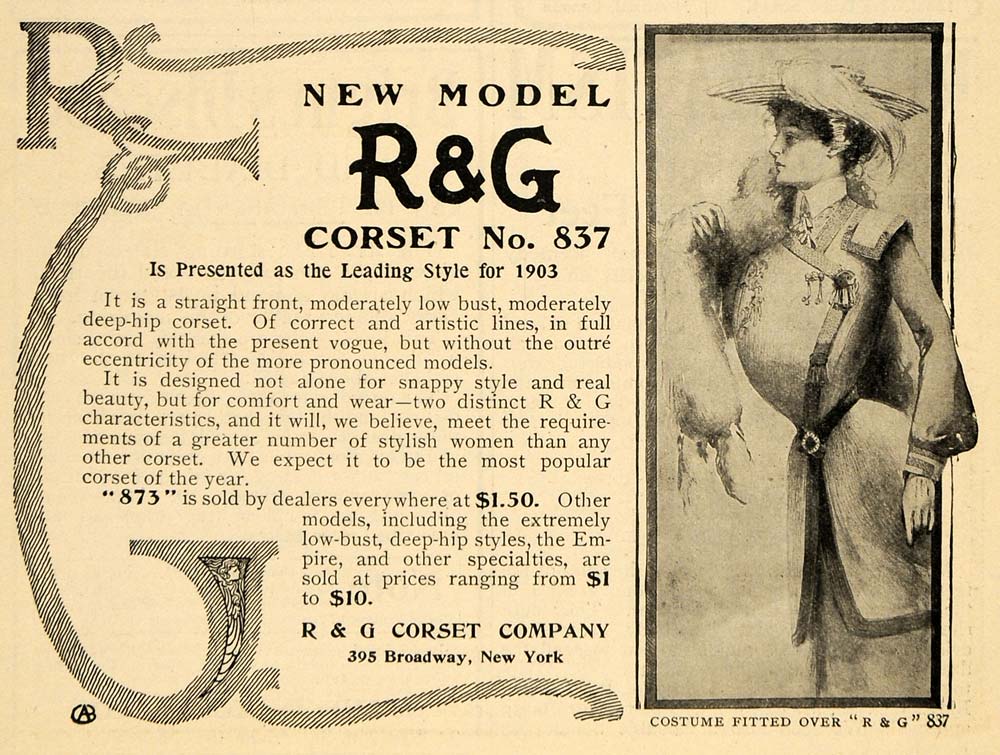 R
G
NEW MODEL
R&G
CORSET No. 837
Is Presented as the Leading Style for 1903
It is a straight front, moderately low bust, moderately
deep-hip corset. Of correct and artistic lines, in full
accord with the present vogue, but without the outré
eccentricity of the more pronounced models.
It is designed not alone for snappy style and real
beauty, but for comfort and wear—two distinct R & G
characteristics, and it will, we believe, meet the require-
ments of a greater number of stylish women than any
other corset. We expect it to be the most popular
corset of the year.
"873" is sold by dealers everywhere at $1.50. Other
models, including the extremely
low-bust, deep-hip styles, the Em-
pire, and other specialties, are
sold at prices ranging from $1
to $10.
R & G CORSET COMPANY
395 Broadway, New York
COSTUME FITTED OVER "R & G" 837